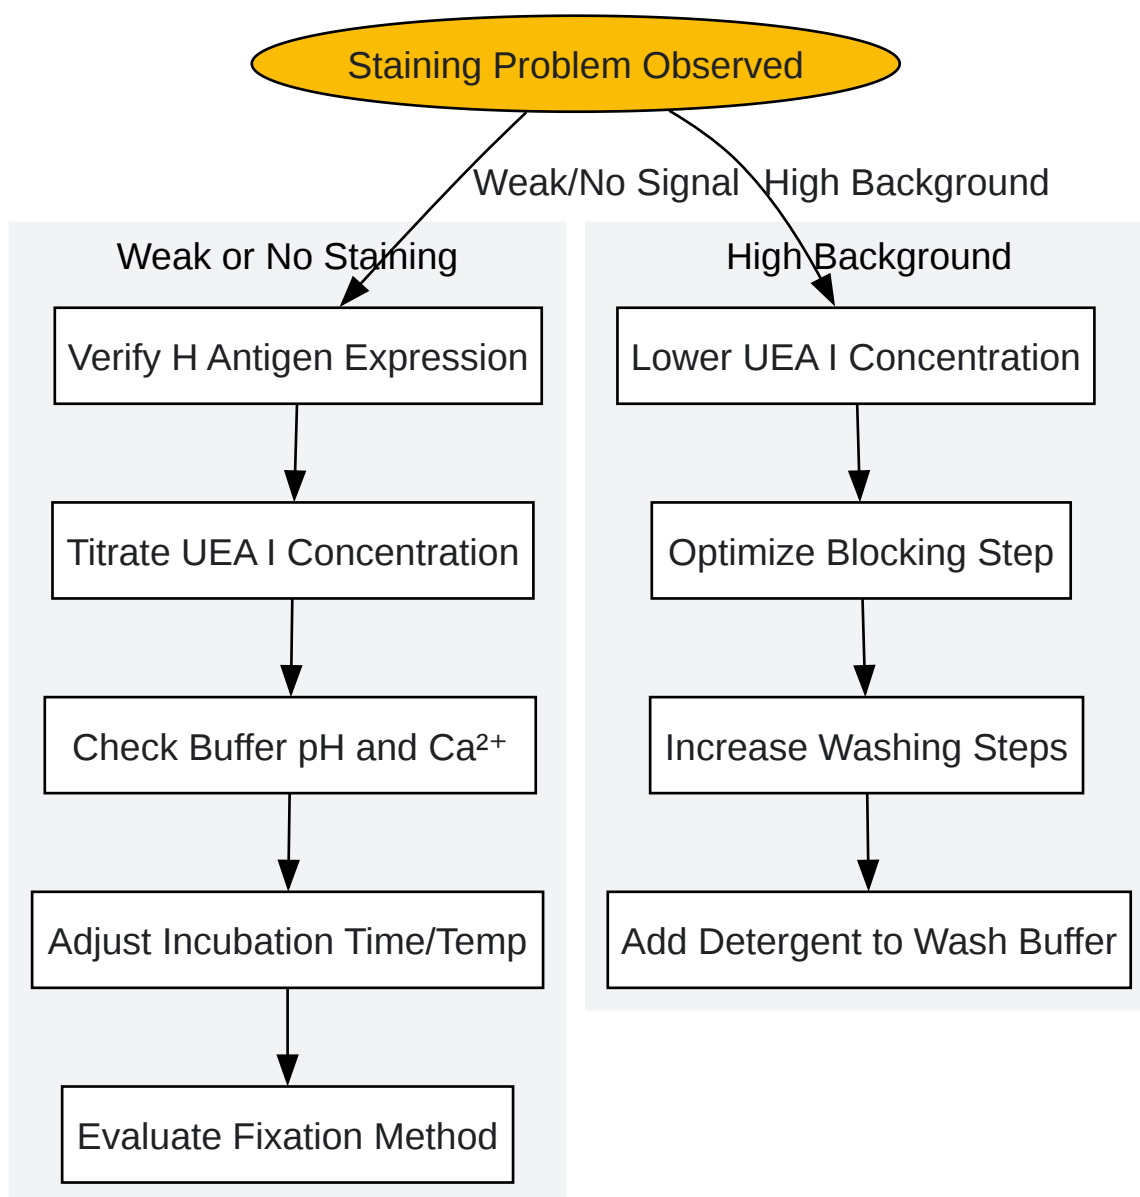 Staining Problem Observed
Weak/No Signal
High Background
Weak or No Staining
Verify H Antigen Expression
Titrate UEA I Concentration
Check Buffer pH and Ca²⁺
Adjust Incubation Time/Temp
Evaluate Fixation Method
High Background
Lower UEA I Concentration
Optimize Blocking Step
Increase Washing Steps
Add Detergent to Wash Buffer